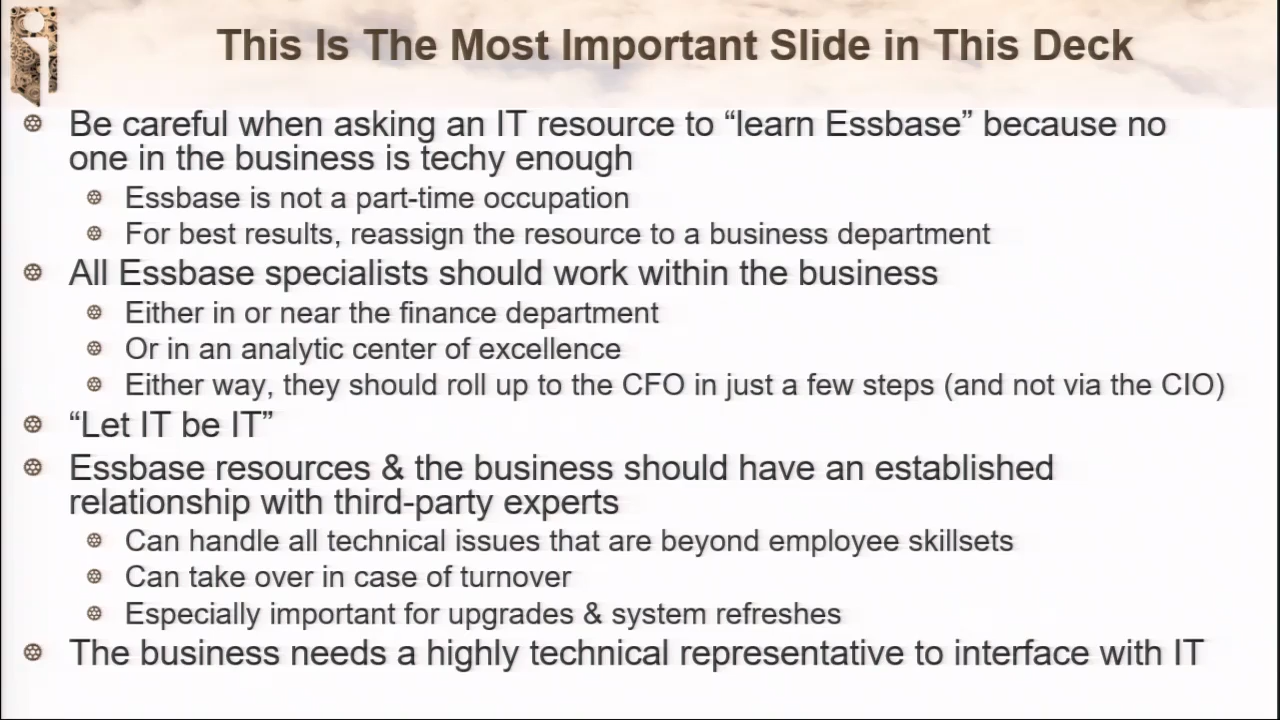 This Is The Most Important Slide in This Deck
Be careful when asking an IT resource to “learn Essbase” because no
one in the business is techy enough
Essbase is not a part-time occupation
For best results, reassign the resource to a business department
All Essbase specialists should work within the business
Either in or near the finance department
Or in an analytic center of excellence
Either way, they should roll up to the CFO in just a few steps (and not via the CIO)
“Let IT be IT”
Essbase resources & the business should have an established
relationship with third-party experts
Can handle all technical issues that are beyond employee skillsets
Can take over in case of turnover
Especially important for upgrades & system refreshes
The business needs a highly technical representative to interface with IT